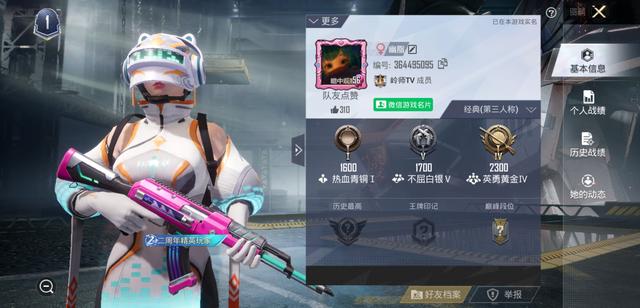 1
更多
已在本游戏实名
编号: 364495095
岭师TV 成员
56
队友点赞
310
微信游戏名片
经典(第三人称)
1600
热血青铜 I
1700
不屈白银 V
2300
英勇黄金IV
历史最高
王牌印记
巅峰段位
基本信息
个人战绩
历史战绩
她的动态
二周年精英玩家
好友档案
举报